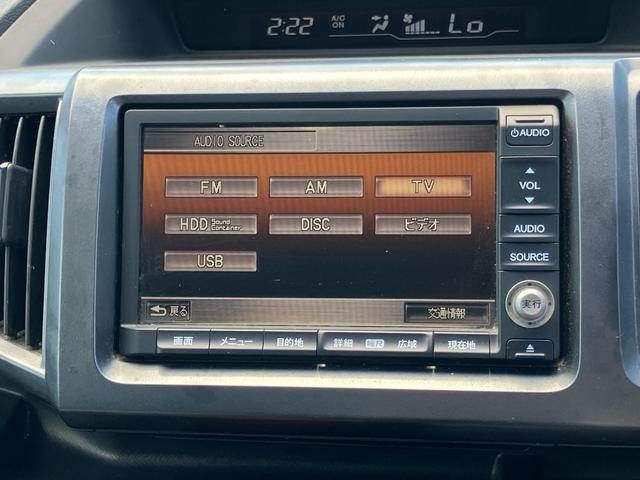 2:22 A/C ON Lo
AUDIO SOURCE
AUDIO
FM AM TV
VOL
HDD Sound Container DISC ビデオ
AUDIO
USB
SOURCE
実行
戻る 交通情報
画面 メニュー 目的地 詳細 縮尺 広域 現在地